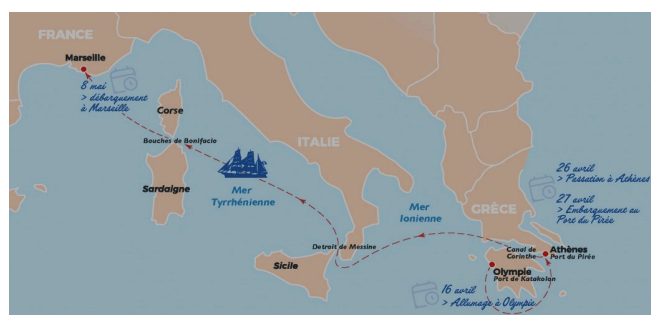 FRANCE
Marseille
8 mai
> débarquement
à Marseille
Corse
Bouches de Bonifacio
Sardaigne
ITALIE
Mer
Tyrrhénienne
Mer
Ionienne
Detroit de Messine
Sicile
GRÈCE
26 avril
> Passation à Athènes
27 avril
> Embarquement au
Port du Pirée
Canal de
Corinthe
Athènes
Port du Pirée
Olympie
Port de Katakolon
16 avril
> Allumage à Olympie